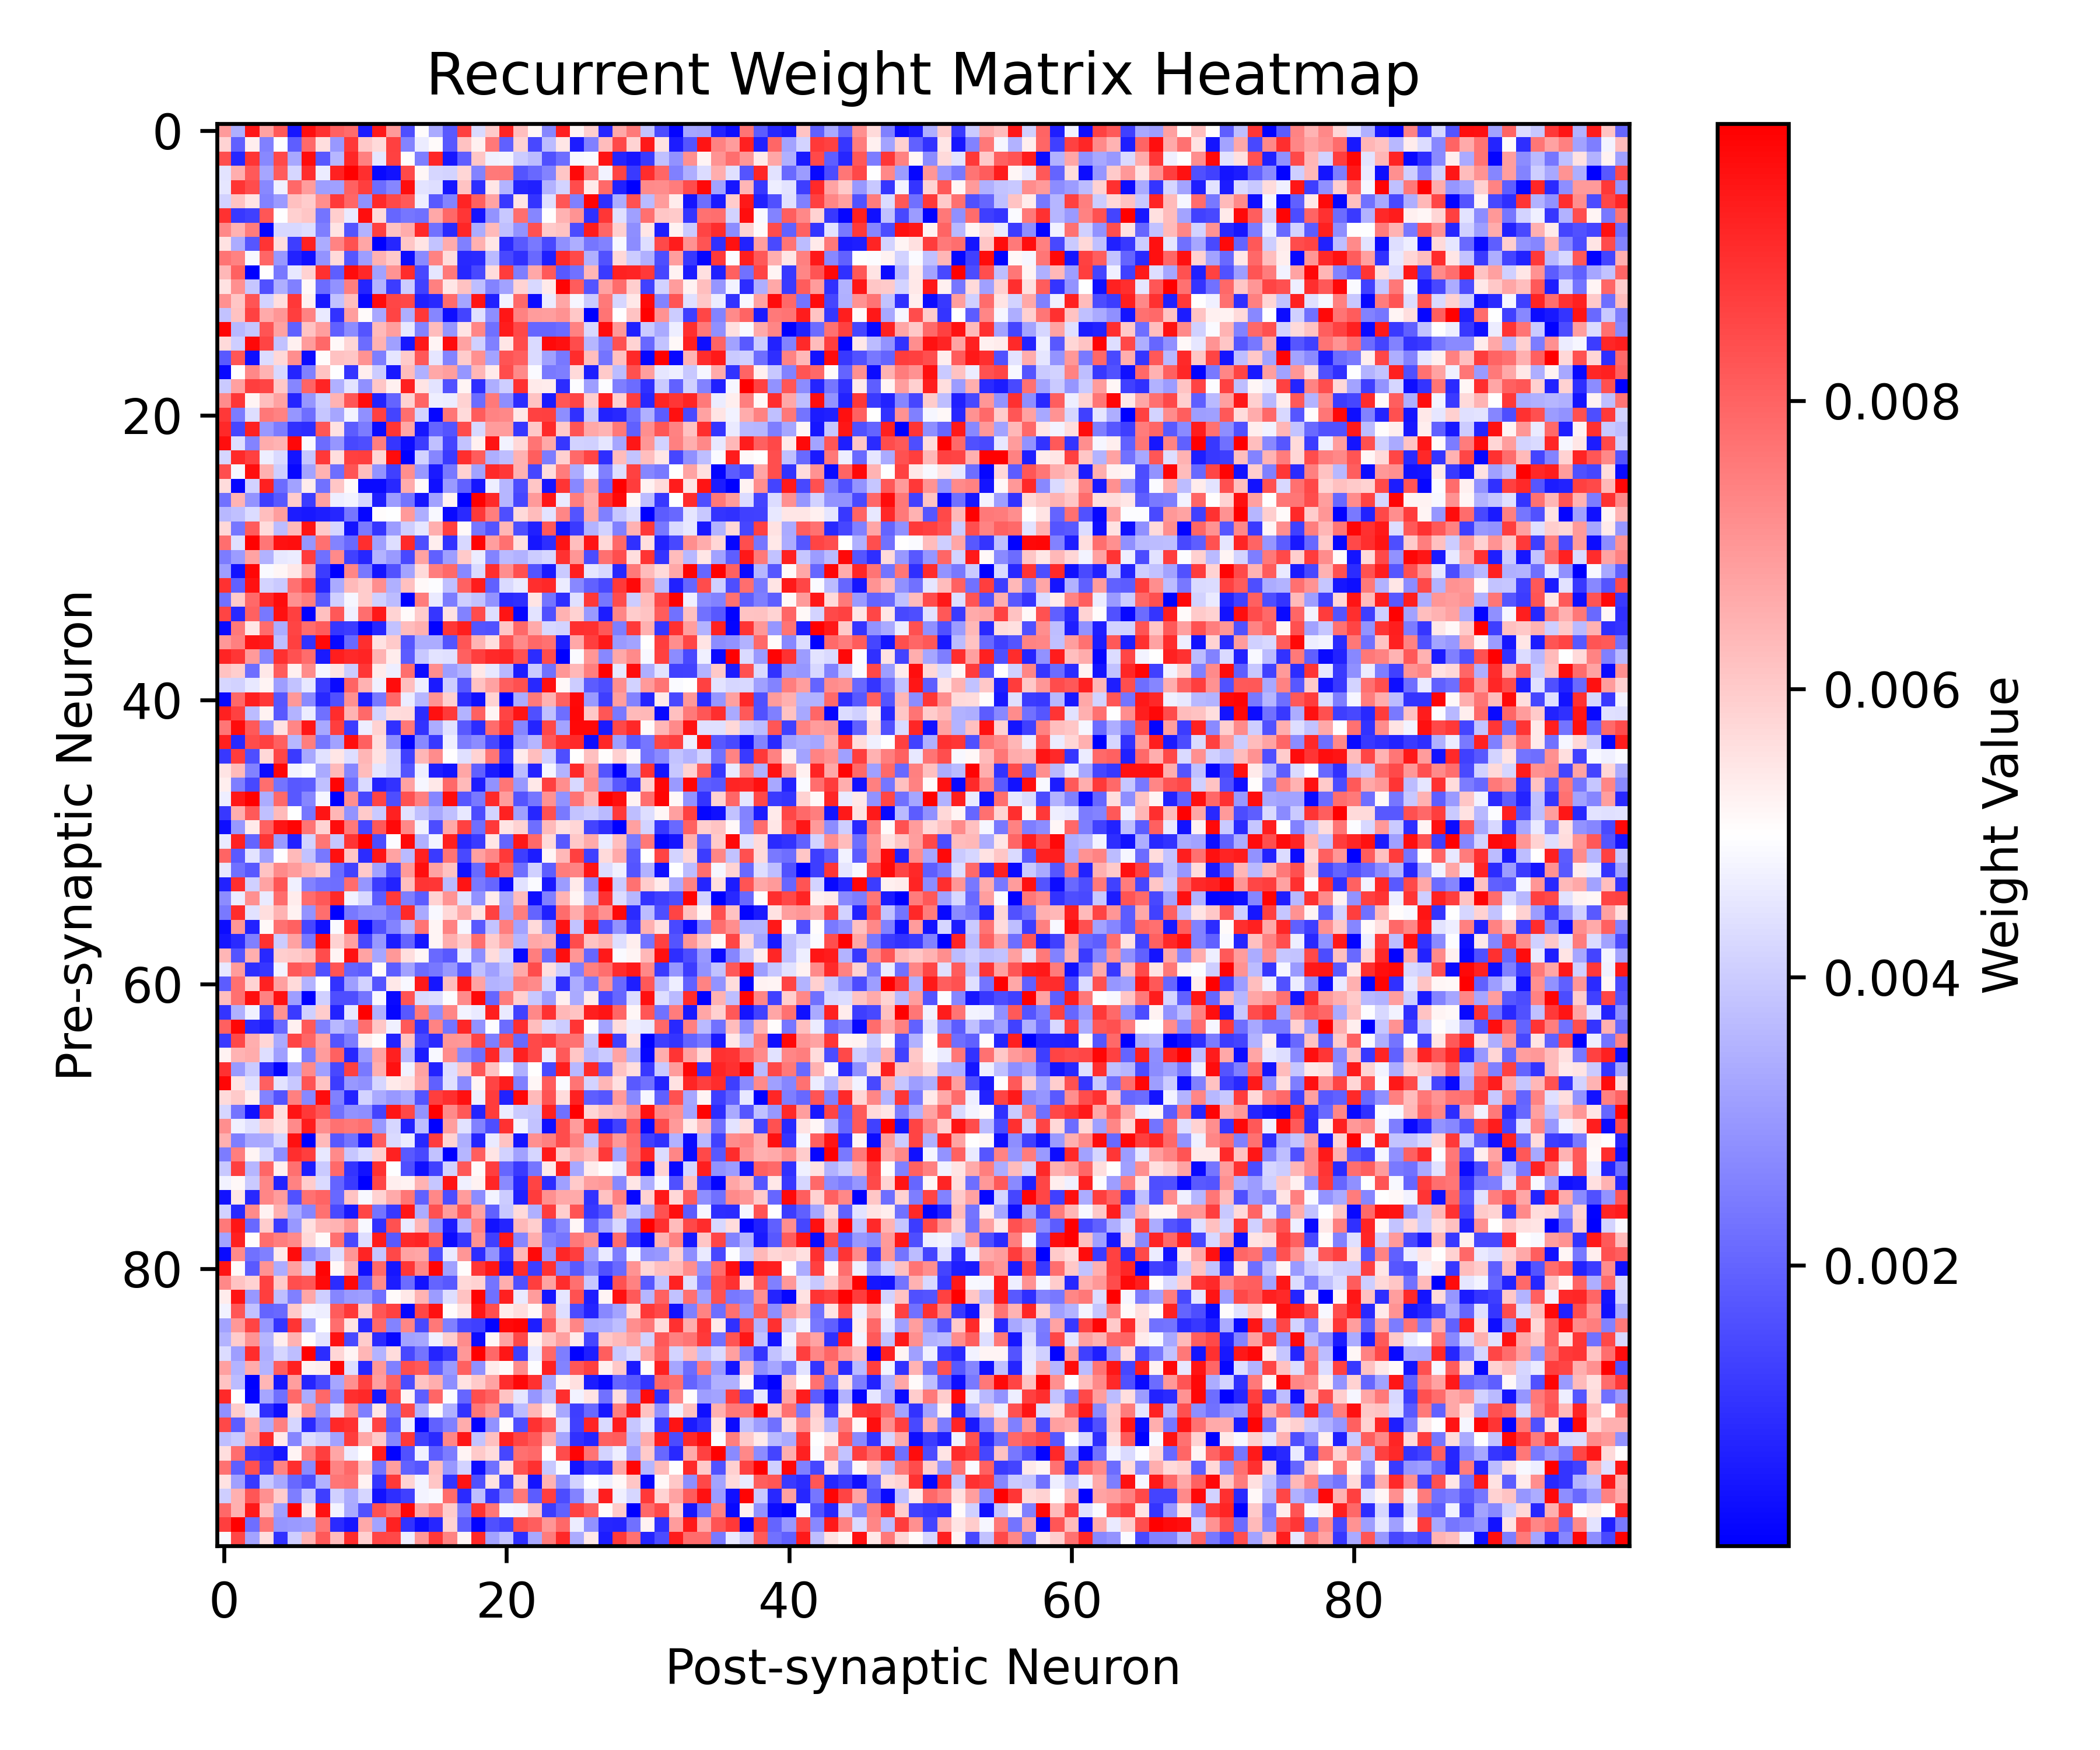 Recurrent Weight Matrix Heatmap
0
20
40
60
80
Pre-synaptic Neuron
0 20 40 60 80
Post-synaptic Neuron
0.008
0.006
0.004
0.002
Weight Value